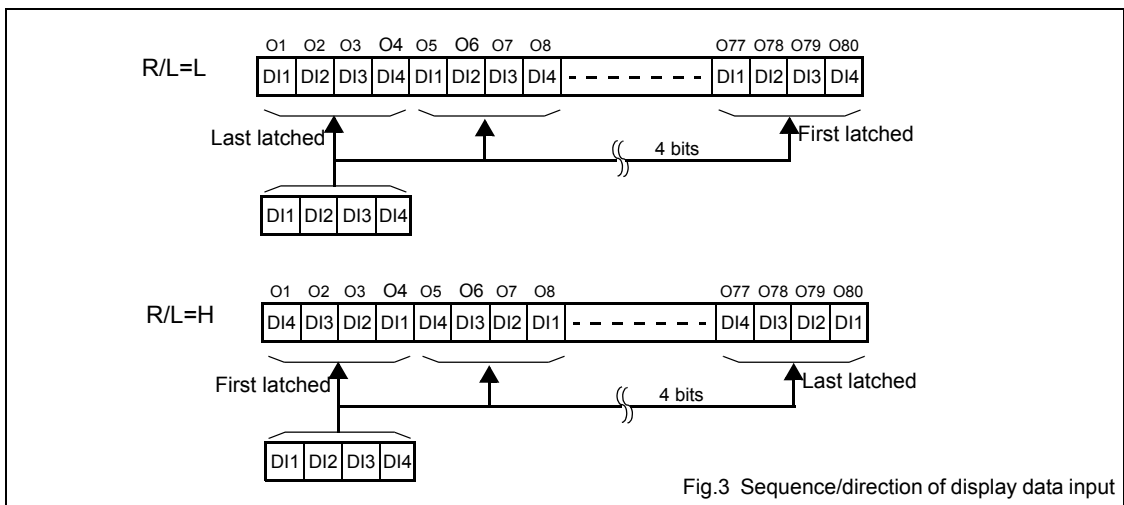 O1 O2 O3 O4 O5 O6 O7 O8 O77 O78 O79 O80
R/L=L
DI1 DI2 DI3 DI4 DI1 DI2 DI3 DI4 - - - - - - - - DI1 DI2 DI3 DI4
Last latched First latched
4 bits
DI1 DI2 DI3 DI4
O1 O2 O3 O4 O5 O6 O7 O8 O77 O78 O79 O80
R/L=H
DI4 DI3 DI2 DI1 DI4 DI3 DI2 DI1 - - - - - - - - DI4 DI3 DI2 DI1
First latched Last latched
4 bits
DI1 DI2 DI3 DI4
Fig.3 Sequence/direction of display data input